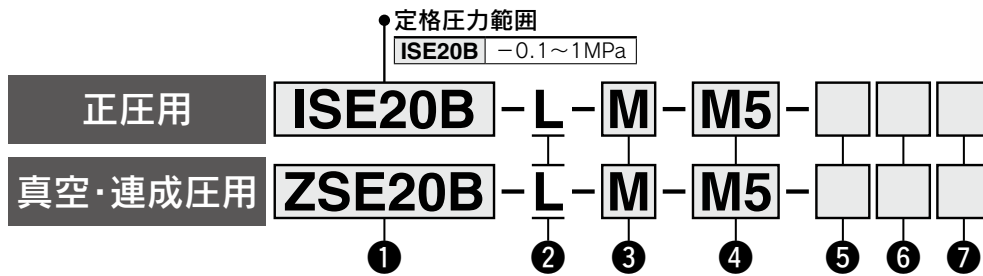 定格圧力範囲
ISE20B －0.1～1MPa
正圧用 ISE20B－L－M－M5－
真空・連成圧用 ZSE20B－L－M－M5－
❶ ❷ ❸ ❹ ❺ ❻ ❼